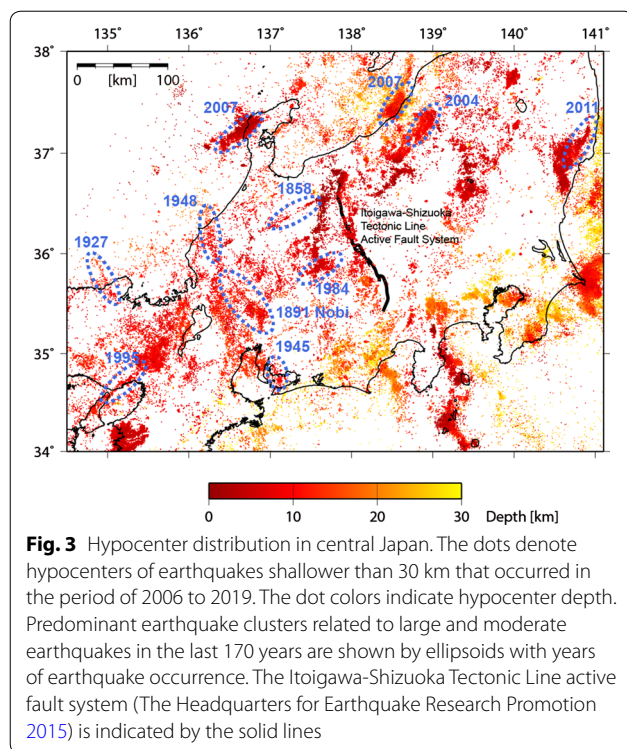 135° 136° 137° 138° 139° 140° 141°
38°
37°
36°
35°
34°
0 [km] 100
2007
2007
2004
2011
1948
1858
Itoigawa-Shizuoka
Tectonic Line
Active Fault System
1927
1984
1891 Nobi
1945
1995
0 10 20 30 Depth [km]
Fig. 3 Hypocenter distribution in central Japan. The dots denote
hypocenters of earthquakes shallower than 30 km that occurred in
the period of 2006 to 2019. The dot colors indicate hypocenter depth.
Predominant earthquake clusters related to large and moderate
earthquakes in the last 170 years are shown by ellipsoids with years
of earthquake occurrence. The Itoigawa-Shizuoka Tectonic Line active
fault system (The Headquarters for Earthquake Research Promotion
2015) is indicated by the solid lines